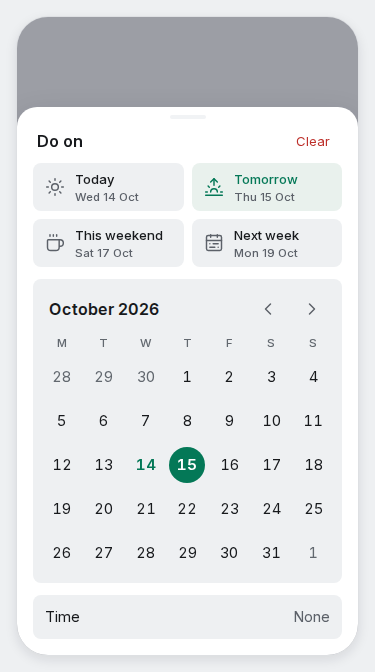 Do on Clear
Today Tomorrow
Wed 14 Oct Thu 15 Oct
This weekend Next week
Sat 17 Oct Mon 19 Oct
October 2026
M T W T F S S
28 29 30 1 2 3 4
5 6 7 8 9 10 11
12 13 14 15 16 17 18
19 20 21 22 23 24 25
26 27 28 29 30 31 1
Time None